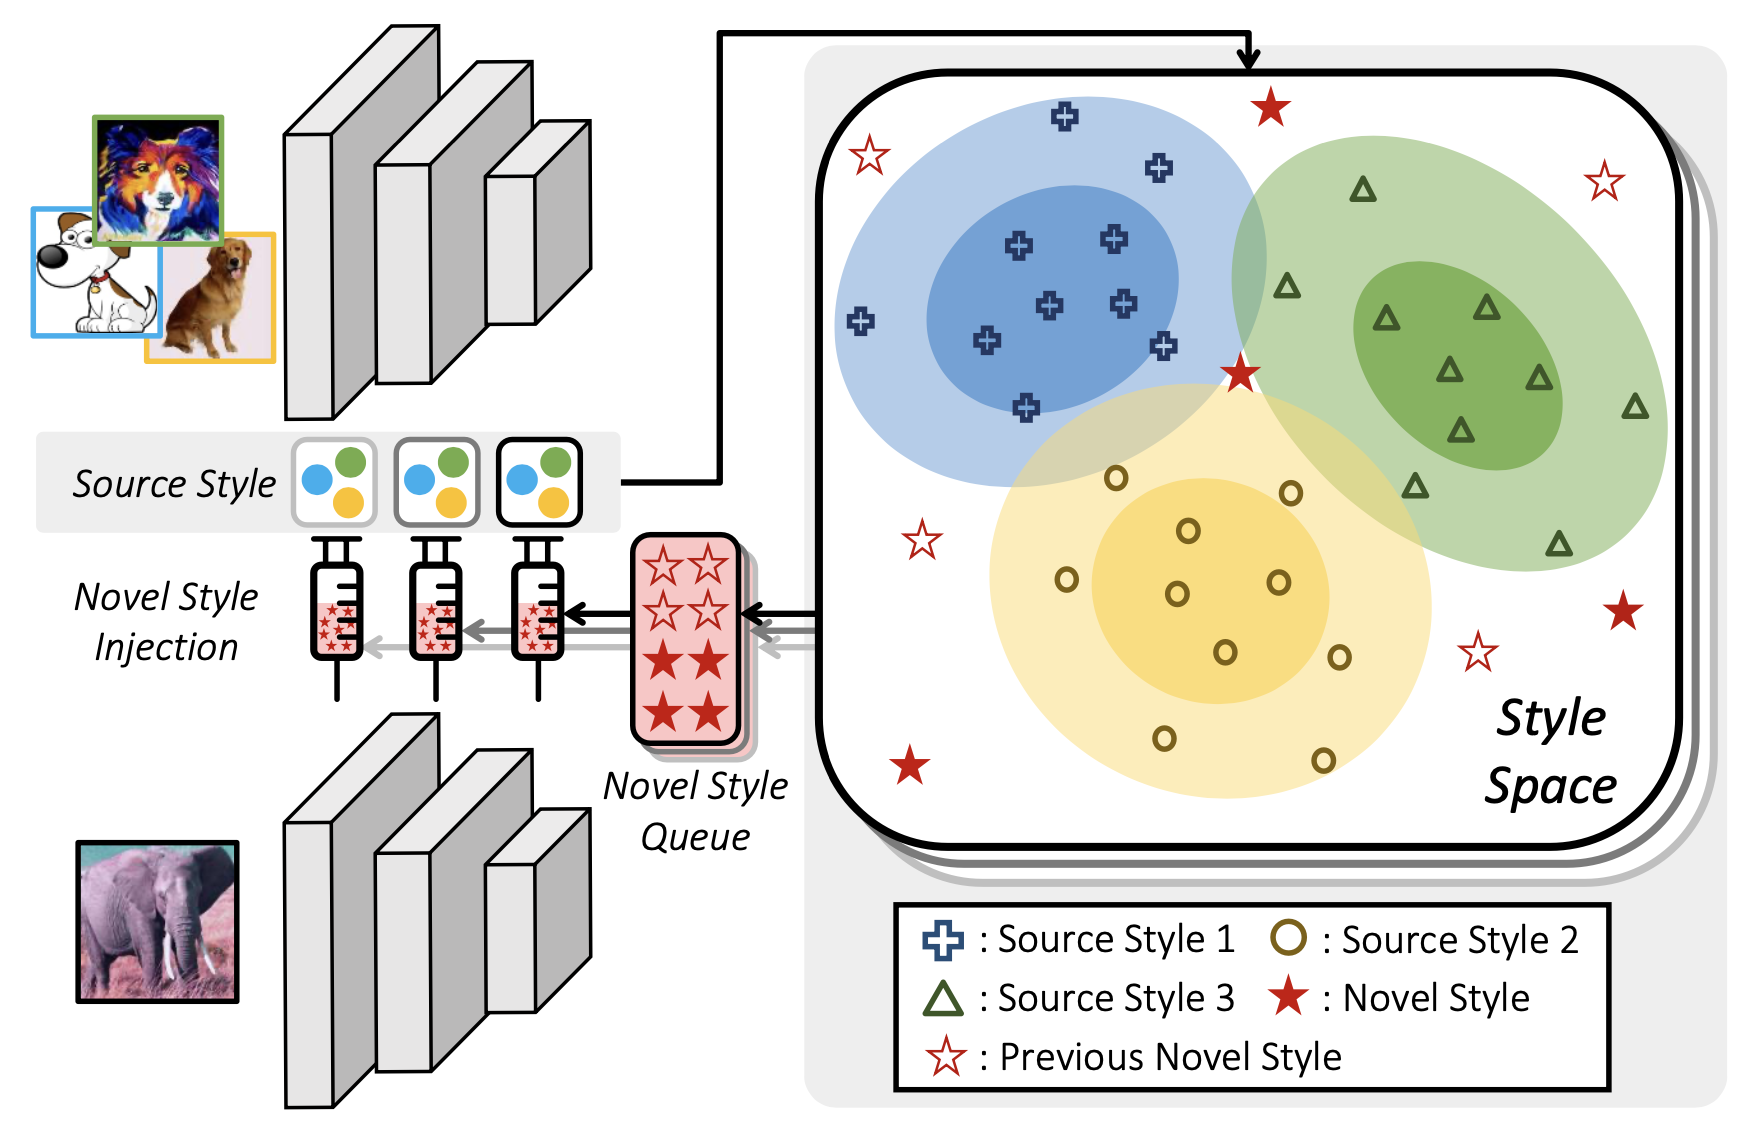 Source Style
Novel Style
Injection
Novel Style
Queue
Style
Space
: Source Style 1
: Source Style 2
: Source Style 3
: Novel Style
: Previous Novel Style